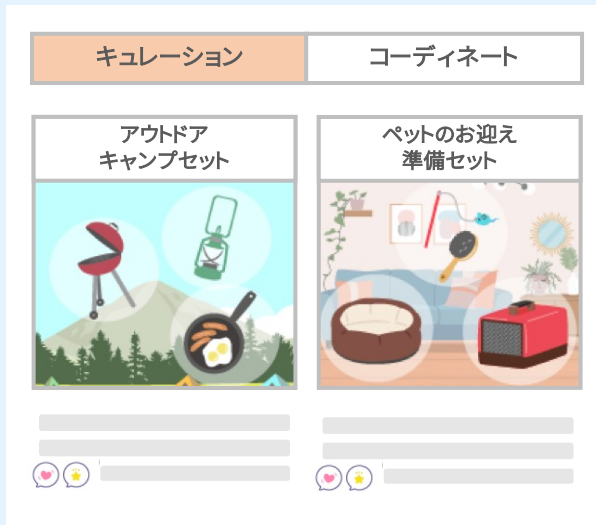 キュレーション
コーディネート
アウトドア
キャンプセット
ペットのお迎え
準備セット